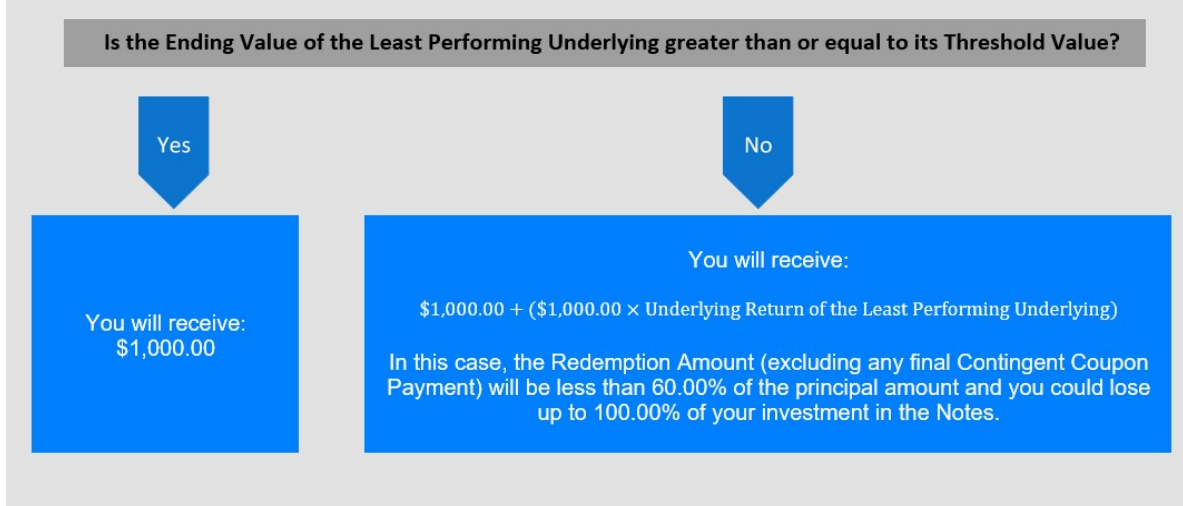 Is the Ending Value of the Least Performing Underlying greater than or equal to its Threshold Value?
Yes
No
You will receive:
$1,000.00
You will receive:
$1,000.00 + ($1,000.00 × Underlying Return of the Least Performing Underlying)
In this case, the Redemption Amount (excluding any final Contingent Coupon
Payment) will be less than 60.00% of the principal amount and you could lose
up to 100.00% of your investment in the Notes.